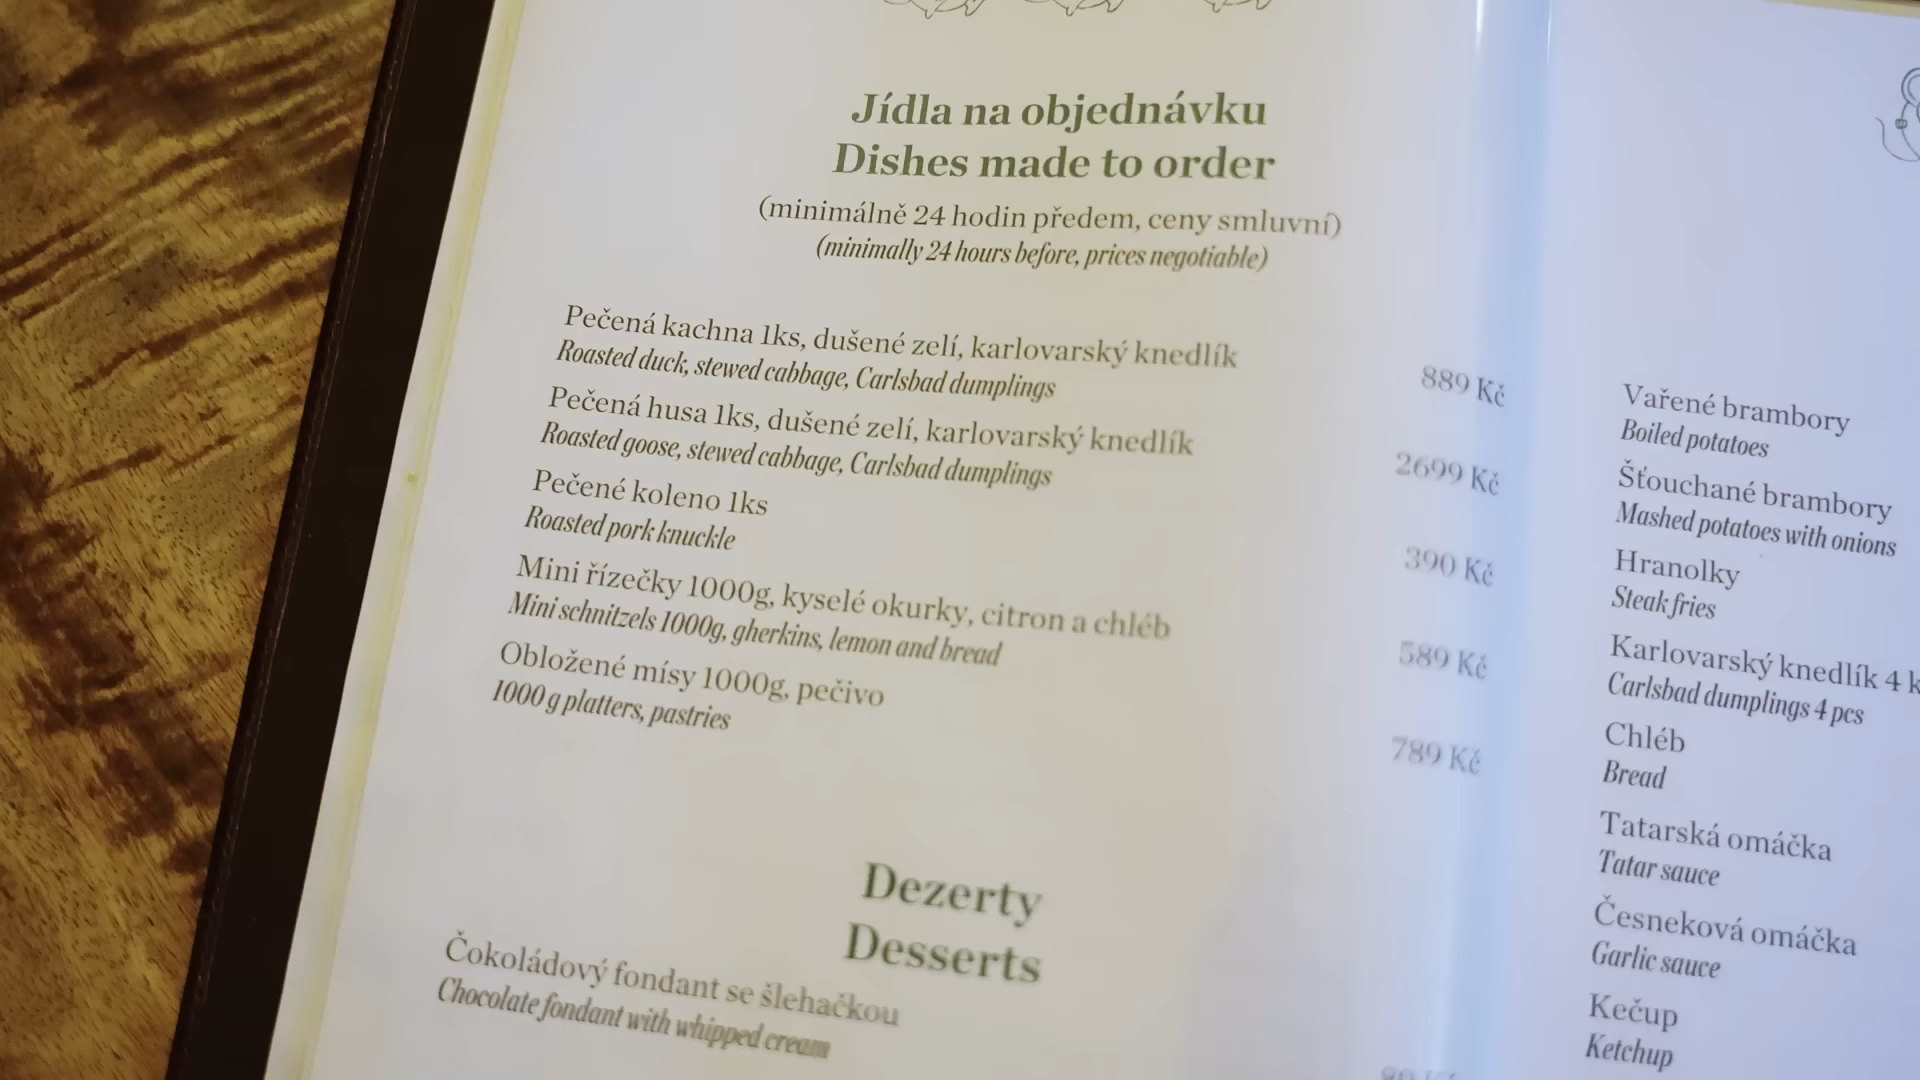 Jídla na objednávku
Dishes made to order
(minimálně 24 hodin předem, ceny smluvní)
(minimally 24 hours before, prices negotiable)
Pečená kachna 1ks, dušené zelí, karlovarský knedlík
Roasted duck, stewed cabbage, Carlsbad dumplings
889 Kč
Pečená husa 1ks, dušené zelí, karlovarský knedlík
Roasted goose, stewed cabbage, Carlsbad dumplings
2699 Kč
Pečené koleno 1ks
Roasted pork knuckle
390 Kč
Mini řízečky 1000g, kyselé okurky, citron a chléb
Mini schnitzels 1000g, gherkins, lemon and bread
589 Kč
Obložené mísy 1000g, pečivo
1000 g platters, pastries
789 Kč
Dezerty
Desserts
Čokoládový fondant se šlehačkou
Chocolate fondant with whipped cream
Vařené brambory
Boiled potatoes
Šťouchané brambory
Mashed potatoes with onions
Hranolky
Steak fries
Karlovarský knedlík 4 k
Carlsbad dumplings 4 pcs
Chléb
Bread
Tatarská omáčka
Tatar sauce
Česneková omáčka
Garlic sauce
Kečup
Ketchup